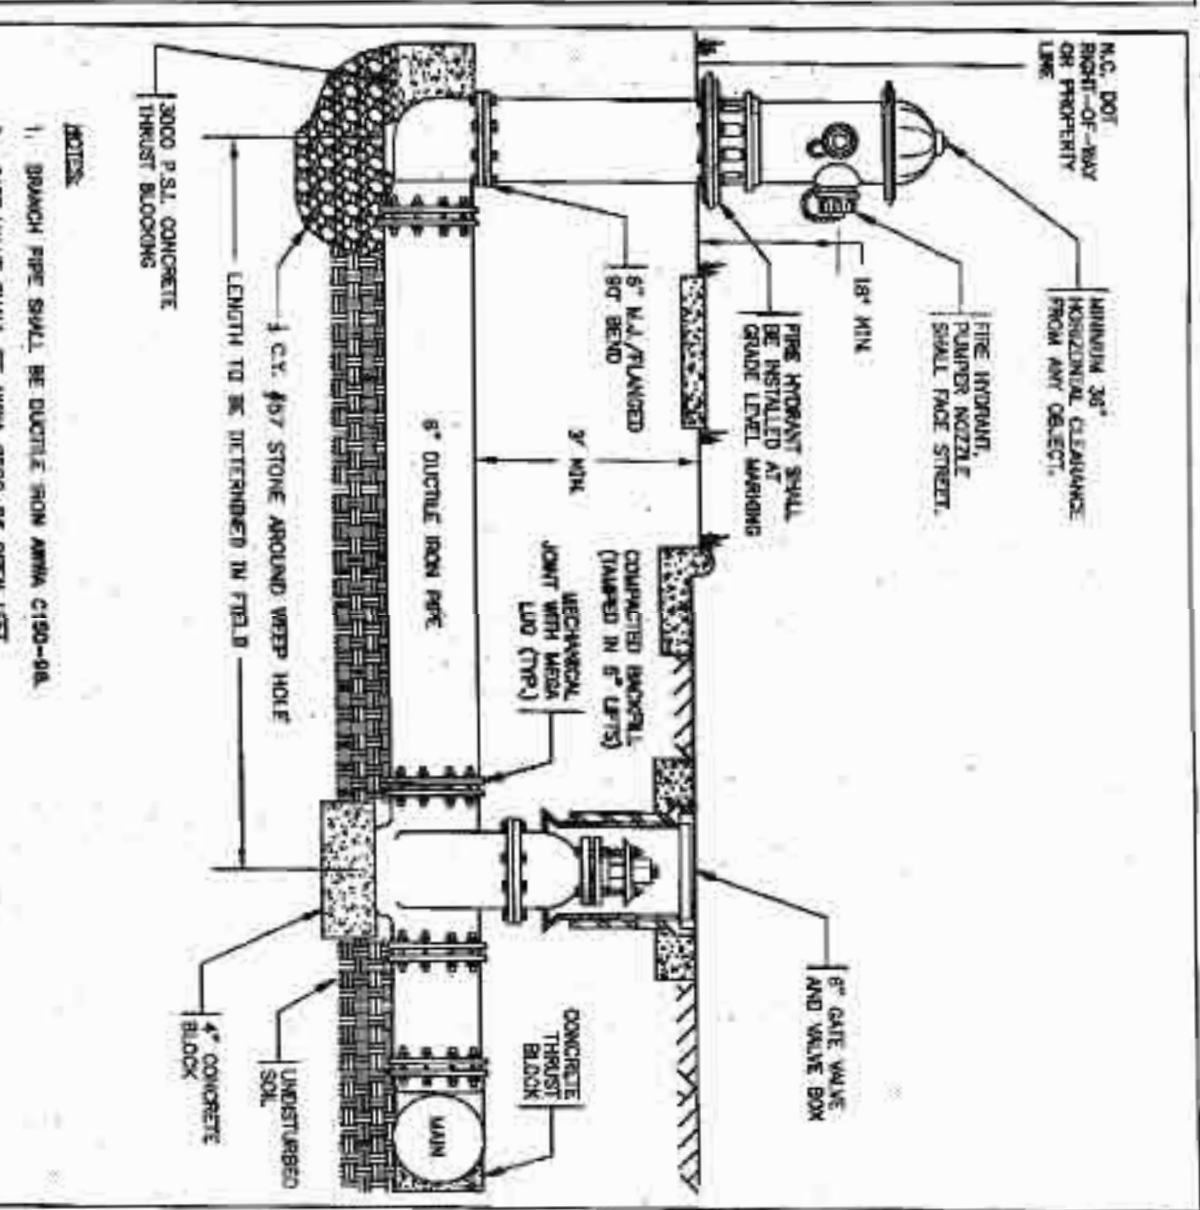 N.C. DOT
RIGHT-OF-WAY
OR PROPERTY
LINE
MINIMUM 36"
HORIZONTAL CLEARANCE
FROM ANY OBJECT.
FIRE HYDRANT,
PUMPER NOZZLE
SHALL FACE STREET.
18" MIN.
FIRE HYDRANT SHALL
BE INSTALLED AT
GRADE LEVEL MARKING
6" GATE VALVE
AND VALVE BOX
6" M.J./FLANGED
90° BEND
3' MIN.
COMPACTED BACKFILL
(TAMPED IN 6" LIFTS)
MECHANICAL
JOINT WITH MEGA
LUG (TYP.)
CONCRETE
THRUST
BLOCK
6" DUCTILE IRON PIPE
MAIN
C.Y. #57 STONE AROUND WEEP HOLE
LENGTH TO BE DETERMINED IN FIELD
UNDISTURBED
SOIL
4" CONCRETE
BLOCK
3000 P.S.I. CONCRETE
THRUST BLOCKING
NOTES:
1. BRANCH PIPE SHALL BE DUCTILE IRON AWWA C150-96.